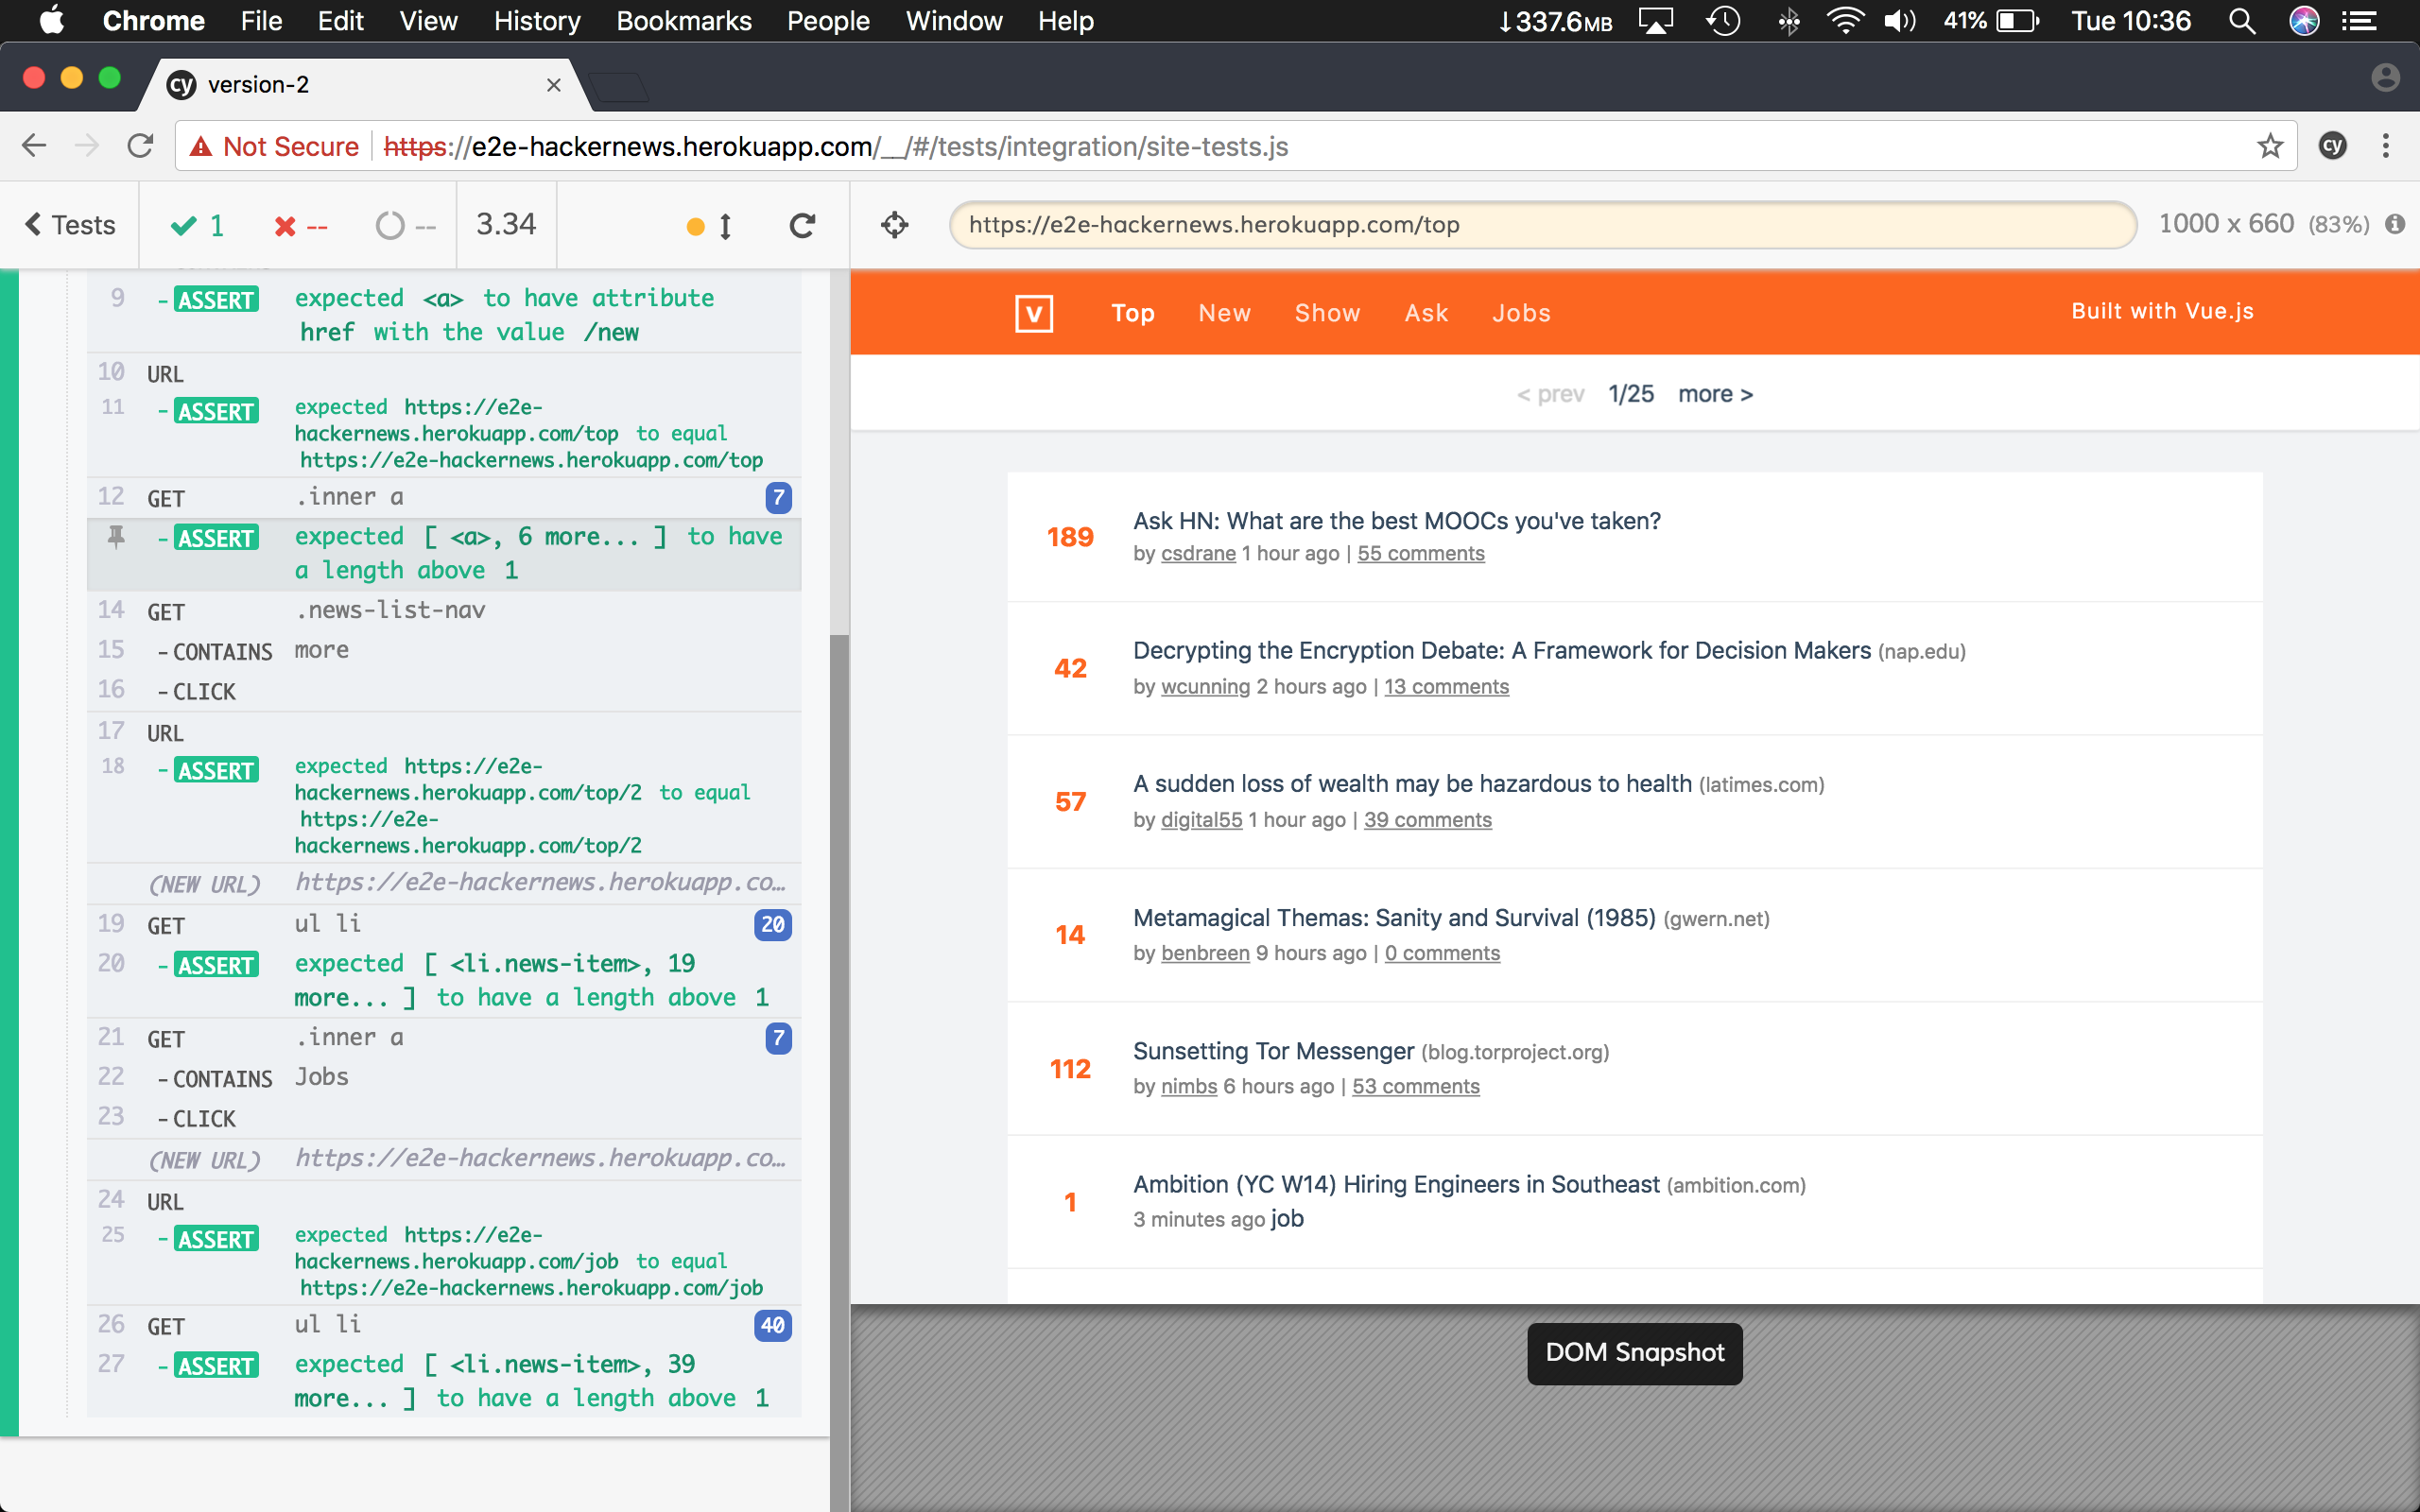 Chrome File Edit View History Bookmarks People Window Help ↓337.6MB 41% Tue 10:36
cy version-2 ×
Not Secure https://e2e-hackernews.herokuapp.com/__/#/tests/integration/site-tests.js cy
Tests 1 -- -- 3.34 https://e2e-hackernews.herokuapp.com/top 1000 x 660 (83%)
9 -ASSERT expected <a> to have attribute
href with the value /new
10 URL
11 -ASSERT expected https://e2e-
hackernews.herokuapp.com/top to equal
https://e2e-hackernews.herokuapp.com/top
12 GET .inner a 7
-ASSERT expected [ <a>, 6 more... ] to have
a length above 1
14 GET .news-list-nav
15 -CONTAINS more
16 -CLICK
17 URL
18 -ASSERT expected https://e2e-
hackernews.herokuapp.com/top/2 to equal
https://e2e-
hackernews.herokuapp.com/top/2
(NEW URL) https://e2e-hackernews.herokuapp.co…
19 GET ul li 20
20 -ASSERT expected [ <li.news-item>, 19
more... ] to have a length above 1
21 GET .inner a 7
22 -CONTAINS Jobs
23 -CLICK
(NEW URL) https://e2e-hackernews.herokuapp.co…
24 URL
25 -ASSERT expected https://e2e-
hackernews.herokuapp.com/job to equal
https://e2e-hackernews.herokuapp.com/job
26 GET ul li 40
27 -ASSERT expected [ <li.news-item>, 39
more... ] to have a length above 1
V Top New Show Ask Jobs Built with Vue.js
< prev 1/25 more >
189 Ask HN: What are the best MOOCs you've taken?
by csdrane 1 hour ago | 55 comments
42 Decrypting the Encryption Debate: A Framework for Decision Makers (nap.edu)
by wcunning 2 hours ago | 13 comments
57 A sudden loss of wealth may be hazardous to health (latimes.com)
by digital55 1 hour ago | 39 comments
14 Metamagical Themas: Sanity and Survival (1985) (gwern.net)
by benbreen 9 hours ago | 0 comments
112 Sunsetting Tor Messenger (blog.torproject.org)
by nimbs 6 hours ago | 53 comments
1 Ambition (YC W14) Hiring Engineers in Southeast (ambition.com)
3 minutes ago job
DOM Snapshot